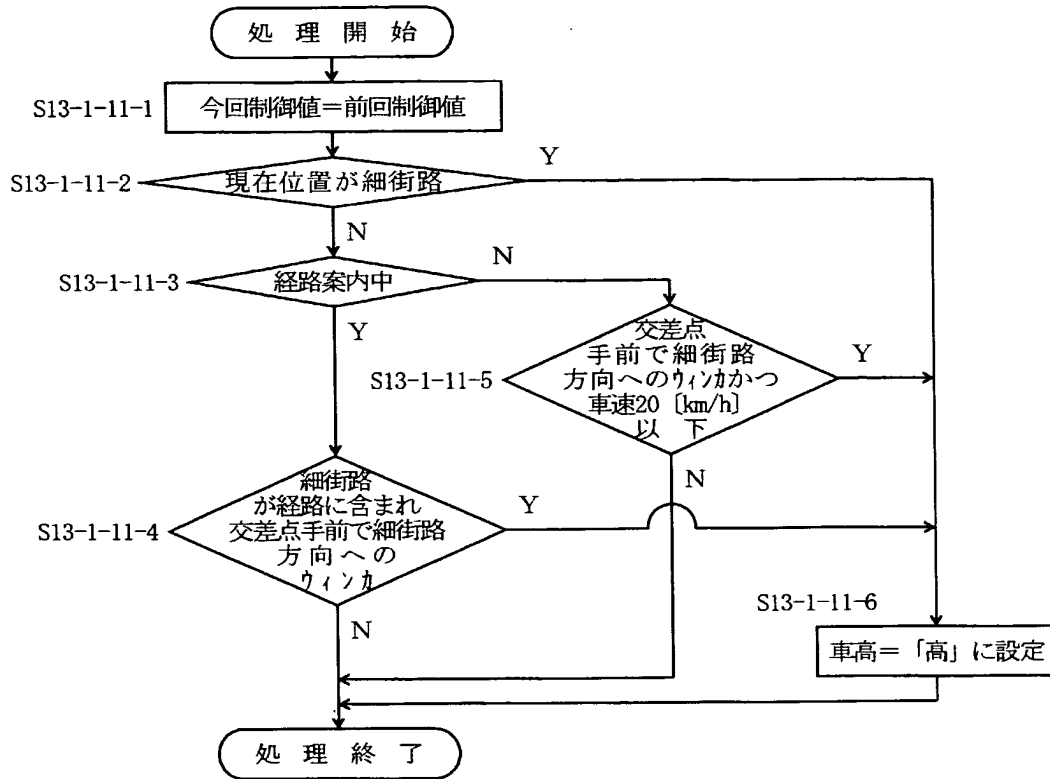 処理開始
S13-1-11-1
今回制御値＝前回制御値
S13-1-11-2
現在位置が細街路
Y
N
S13-1-11-3
経路案内中
N
Y
S13-1-11-5
交差点
手前で細街路
方向へのウィンカかつ
車速20〔km/h〕
以下
Y
N
S13-1-11-4
細街路
が経路に含まれ
交差点手前で細街路
方向への
ウィンカ
Y
N
S13-1-11-6
車高＝「高」に設定
処理終了